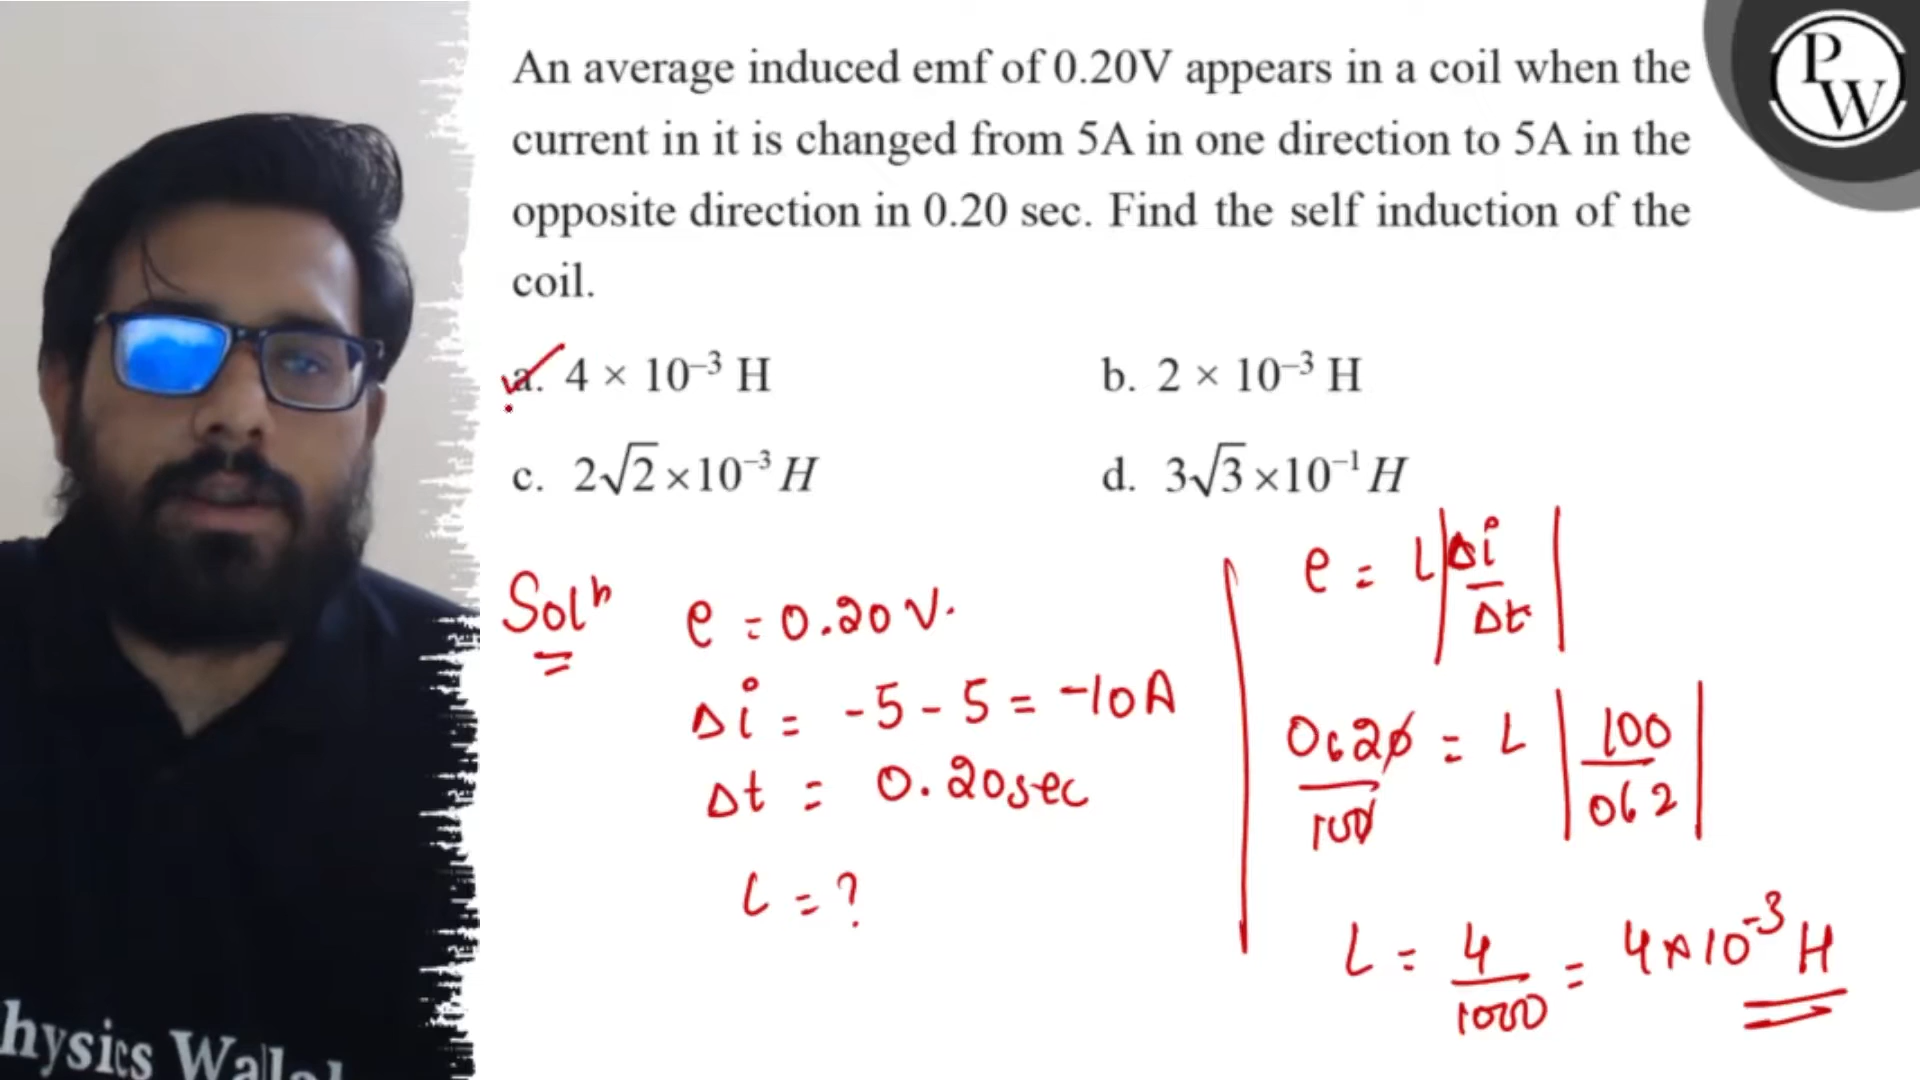 An average induced emf of 0.20V appears in a coil when the
current in it is changed from 5A in one direction to 5A in the
opposite direction in 0.20 sec. Find the self induction of the
coil.
a. 4 × 10⁻³ H
b. 2 × 10⁻³ H
c. 2√2×10⁻³ H
d. 3√3×10⁻¹ H
Solⁿ
e = 0.20 V.
Δi = -5 - 5 = -10A
Δt = 0.20sec
L = ?
e = L |Δi/Δt|
0.20/100 = L |100/0.2|
L = 4/1000 = 4×10⁻³ H
PW
hysics Wallah